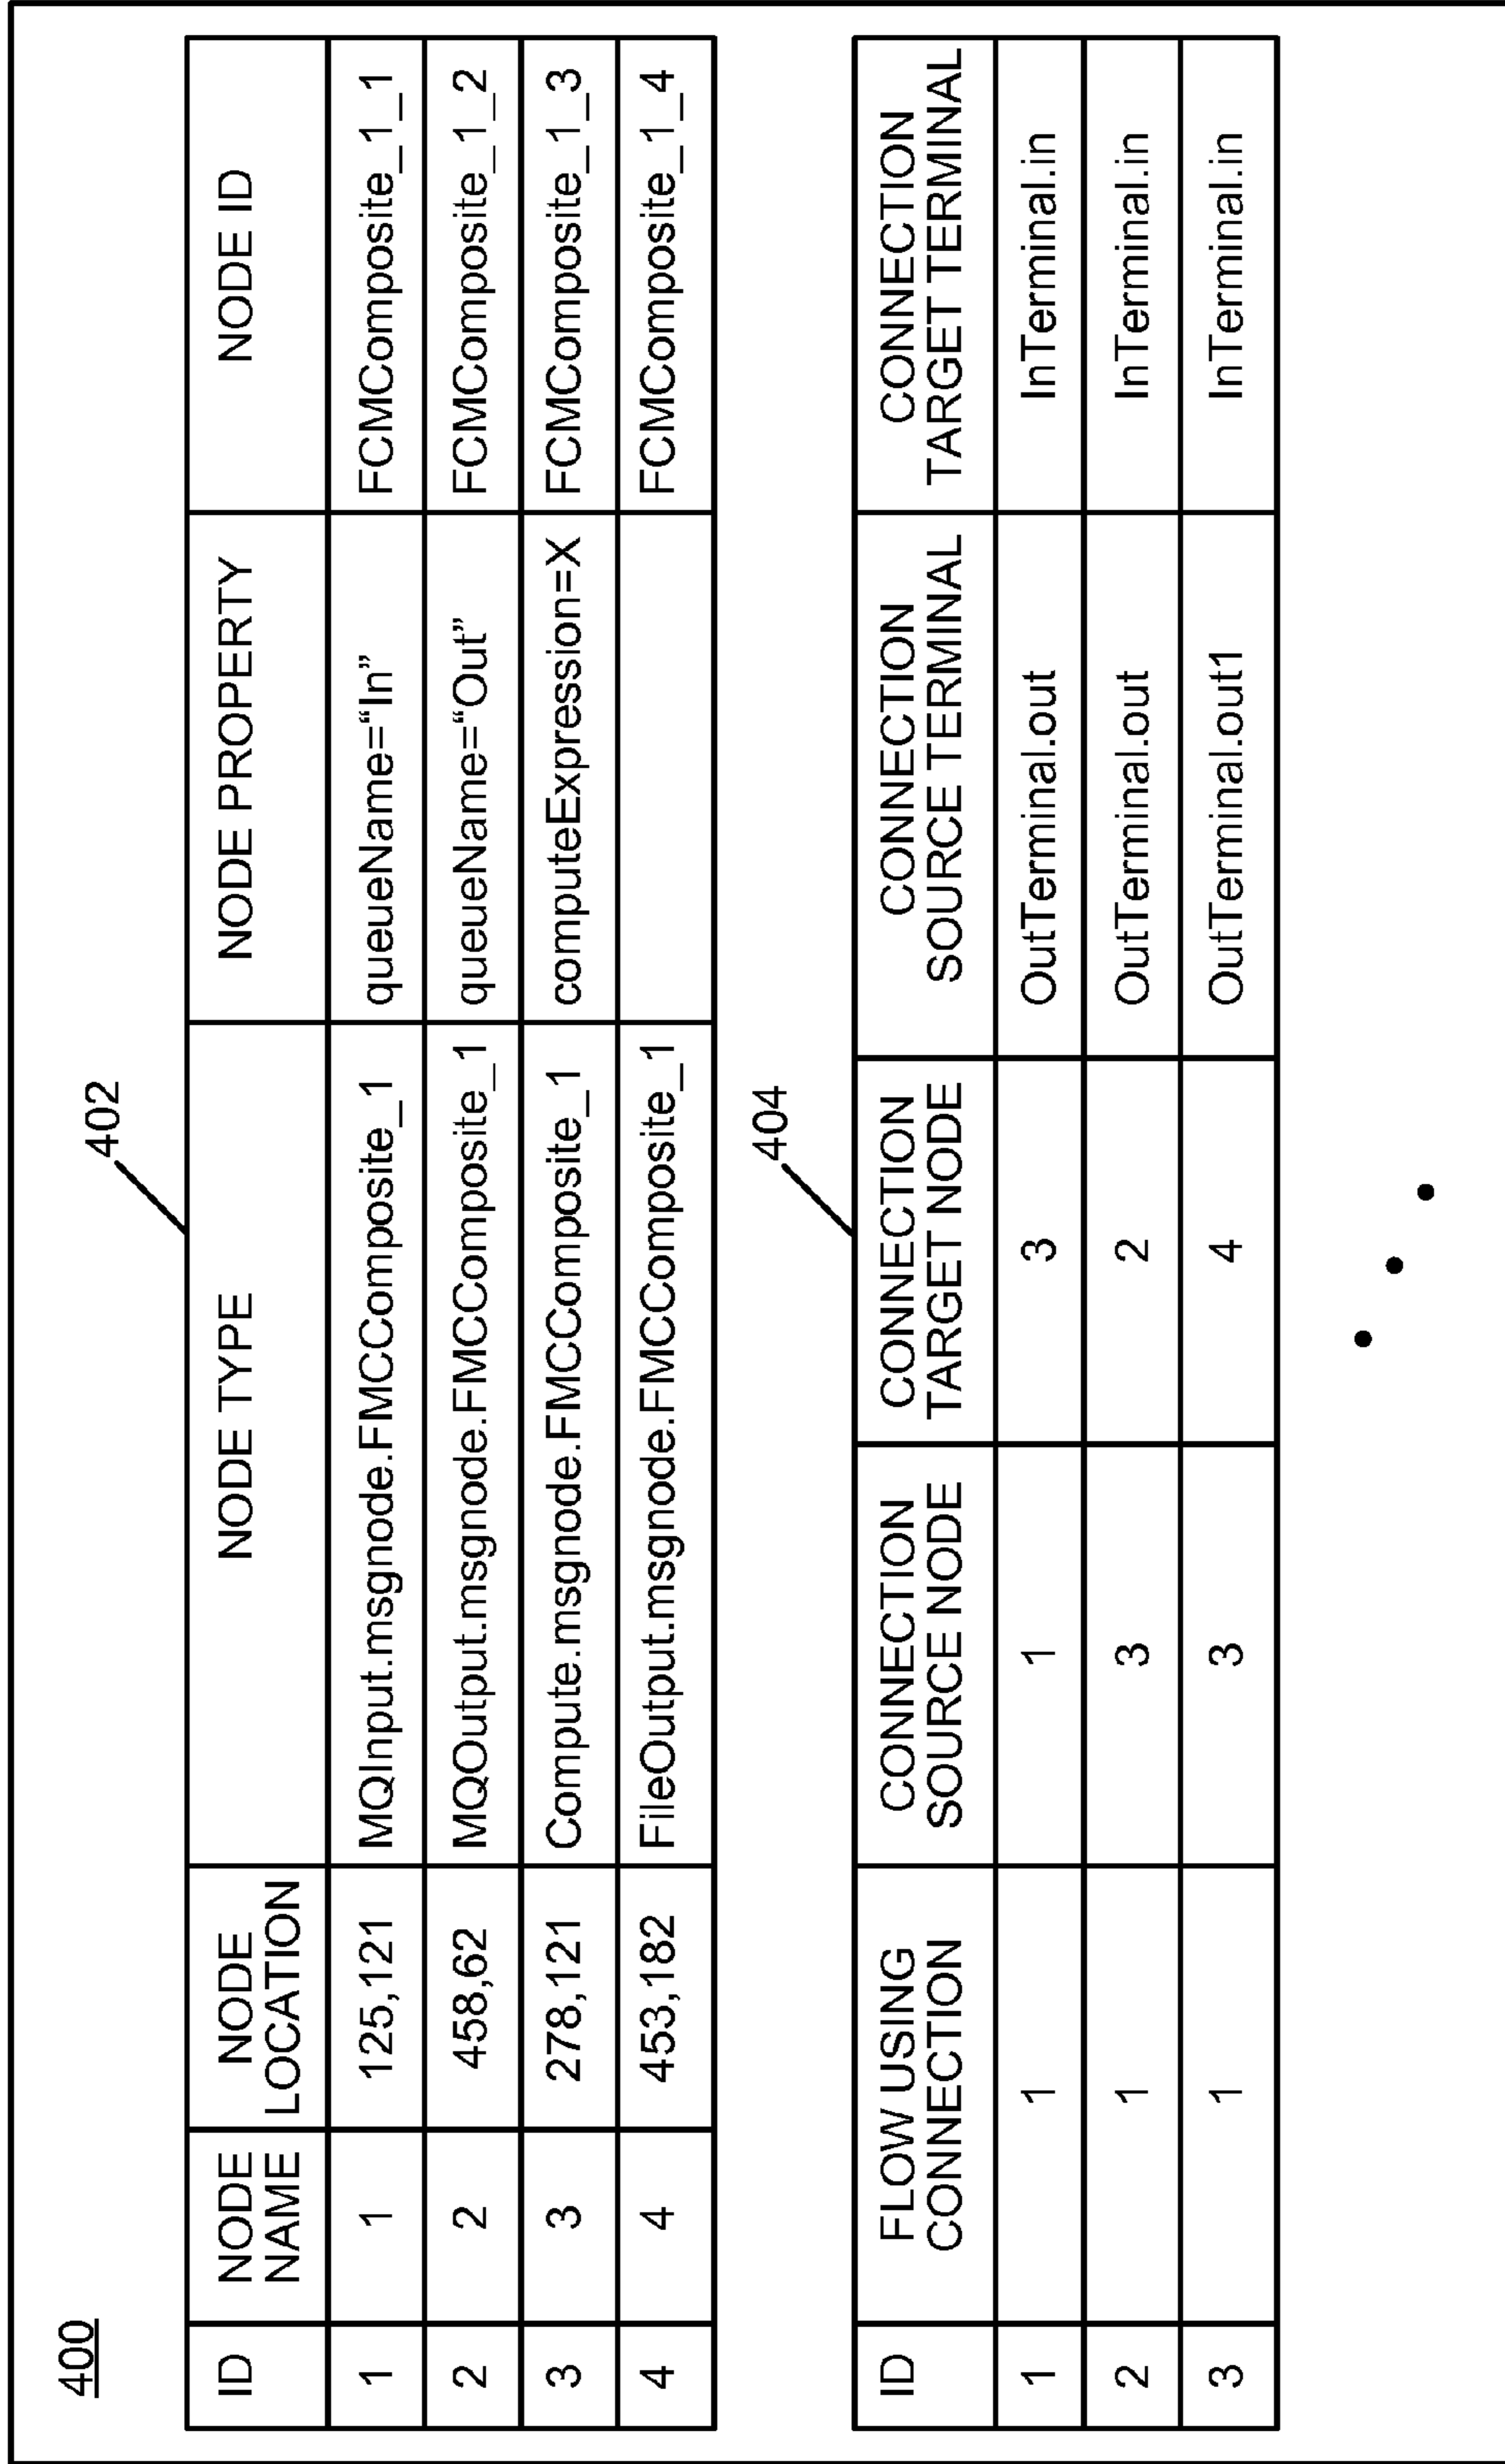 400
402
ID NODE NAME NODE LOCATION NODE TYPE NODE PROPERTY NODE ID
1 1 125,121 MQInput.msgnode.FMCComposite_1 queueName=“In” FCMComposite_1_1
2 2 458,62 MQOutput.msgnode.FMCComposite_1 queueName=“Out” FCMComposite_1_2
3 3 278,121 Compute.msgnode.FMCComposite_1 computeExpression=X FCMComposite_1_3
4 4 453,182 FileOutput.msgnode.FMCComposite_1 FCMComposite_1_4
404
ID FLOW USING CONNECTION CONNECTION SOURCE NODE CONNECTION TARGET NODE CONNECTION SOURCE TERMINAL CONNECTION TARGET TERMINAL
1 1 1 3 OutTerminal.out InTerminal.in
2 1 3 2 OutTerminal.out InTerminal.in
3 1 3 4 OutTerminal.out1 InTerminal.in